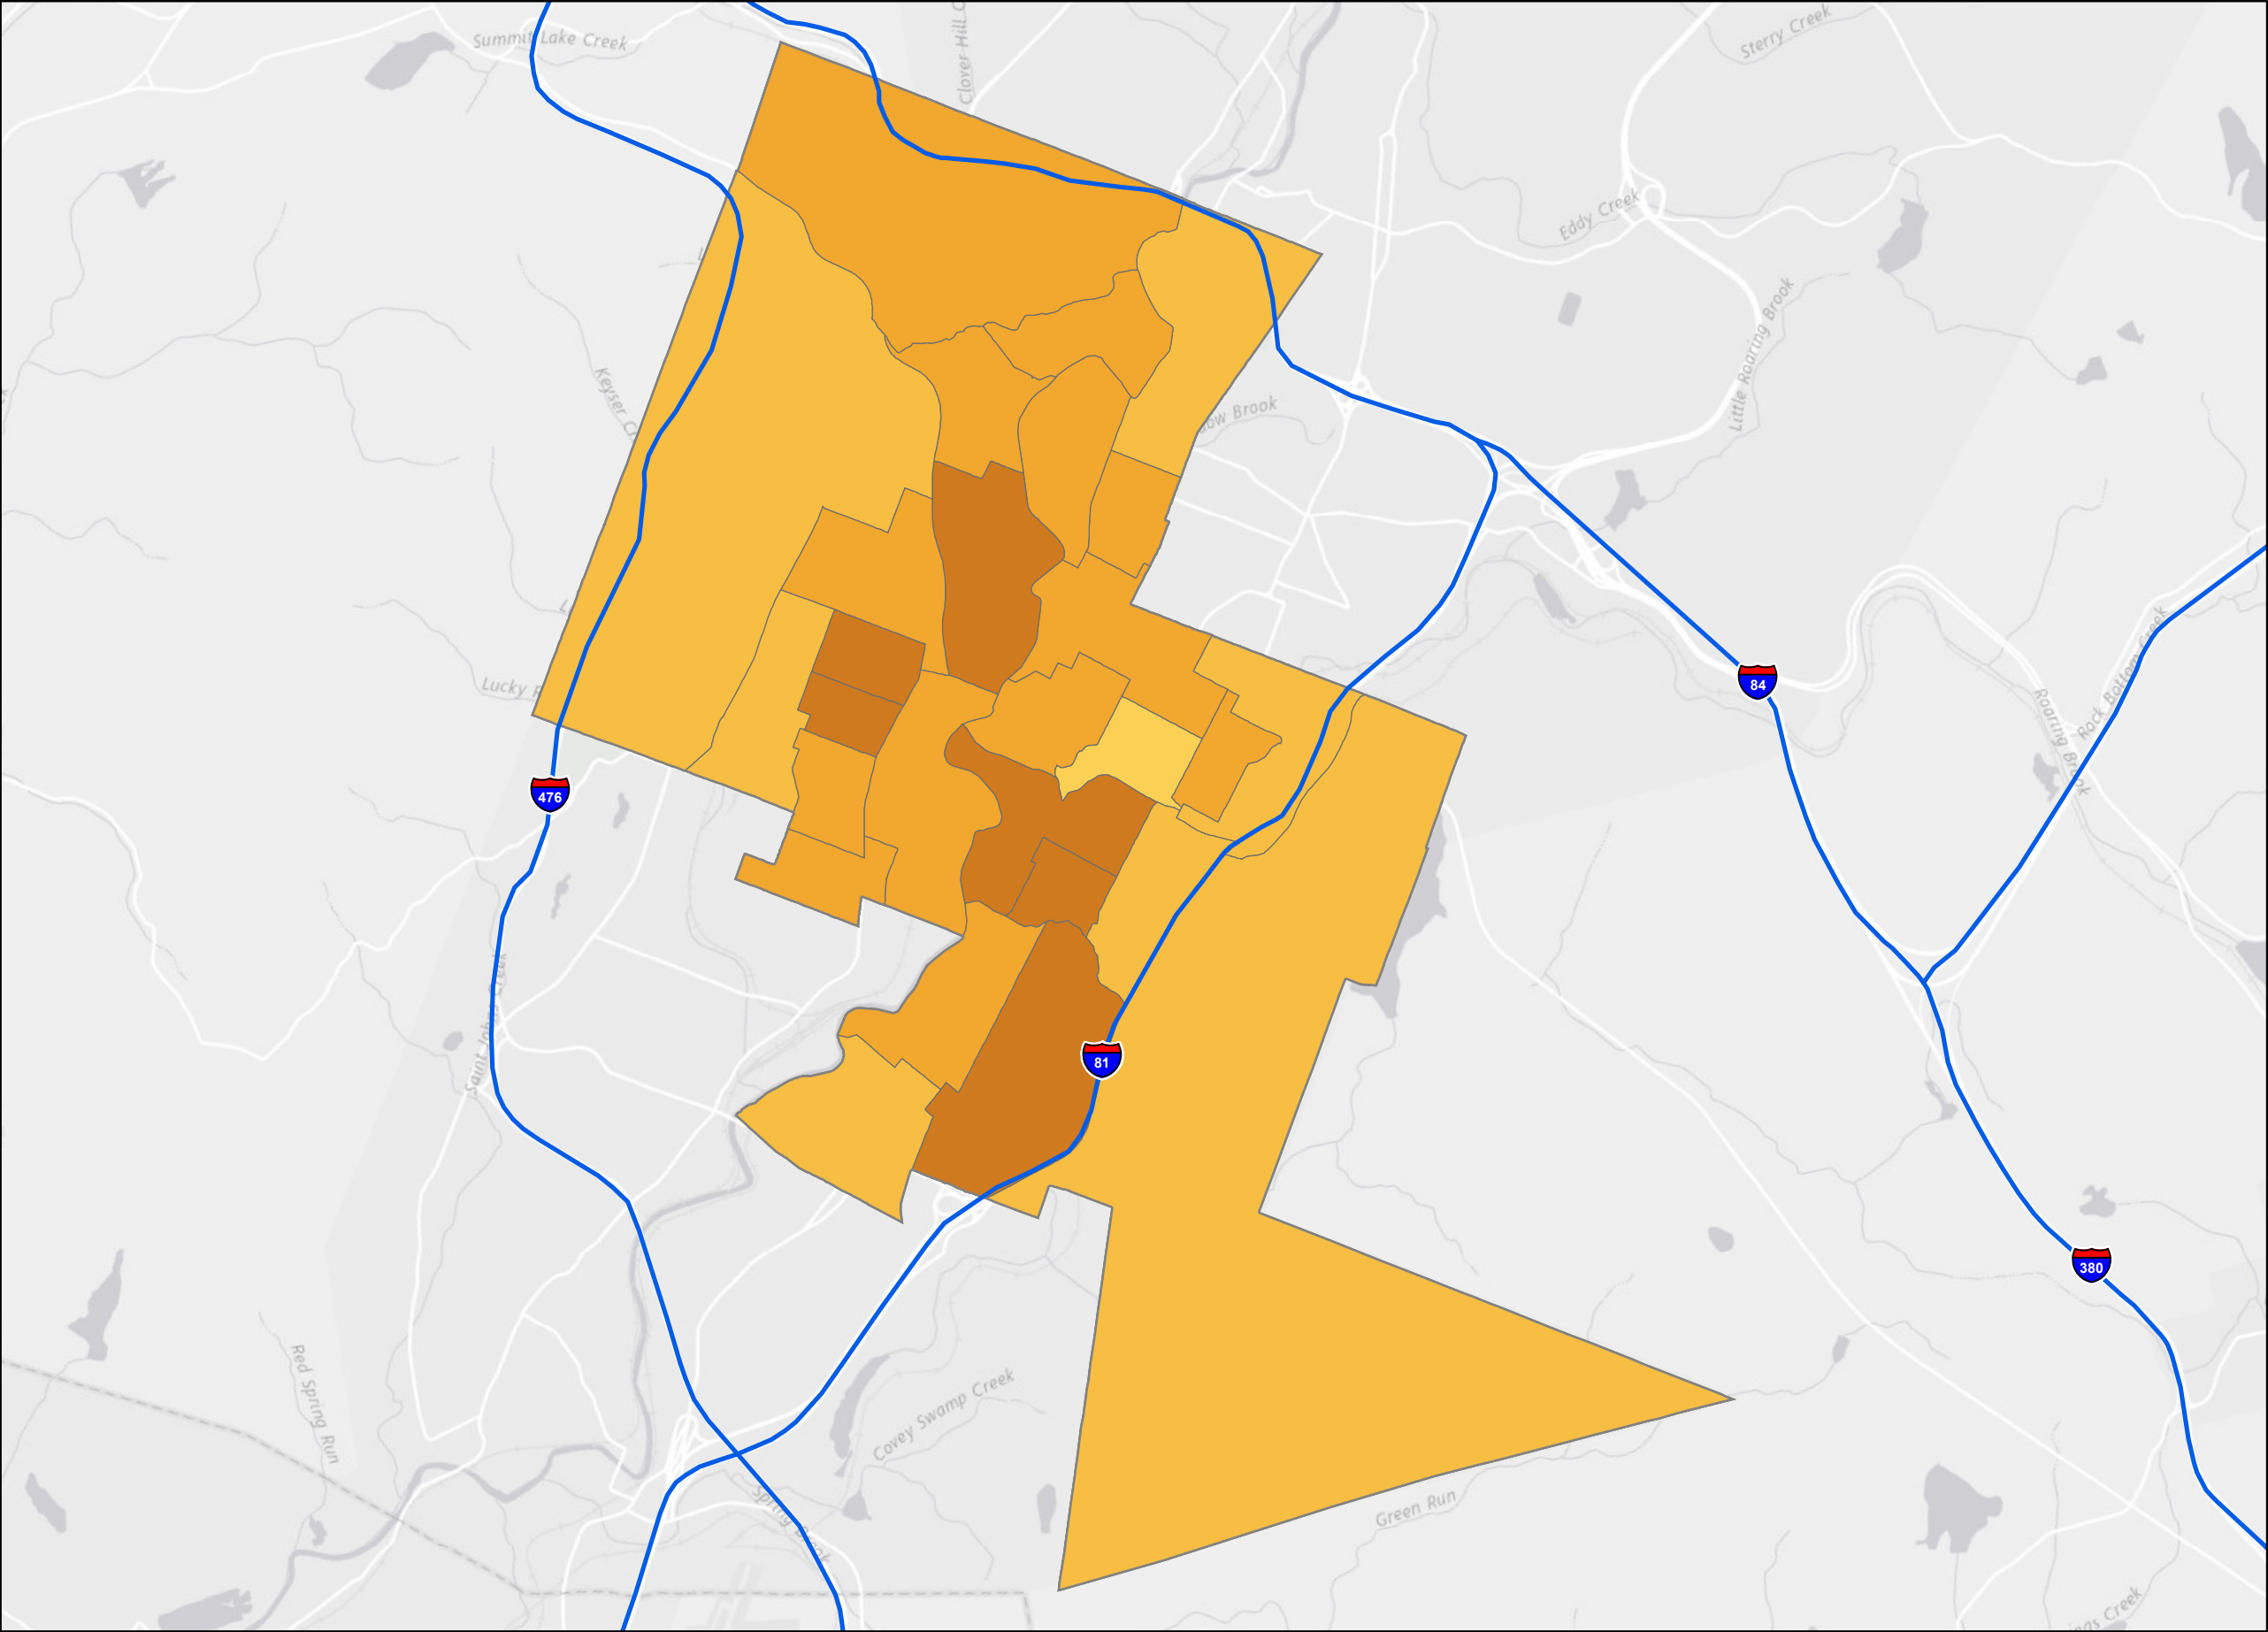 Summit Lake Creek
Clover Hill C
Sterry Creek
Eddy Creek
Little Roaring Brook
Keyser Cr
ow Brook
Lucky R
84
Roaring Brook
Rock Bottom Creek
476
Saint Johns Creek
81
380
Red Spring Run
Covey Swamp Creek
Spring Brook
Green Run
Creek